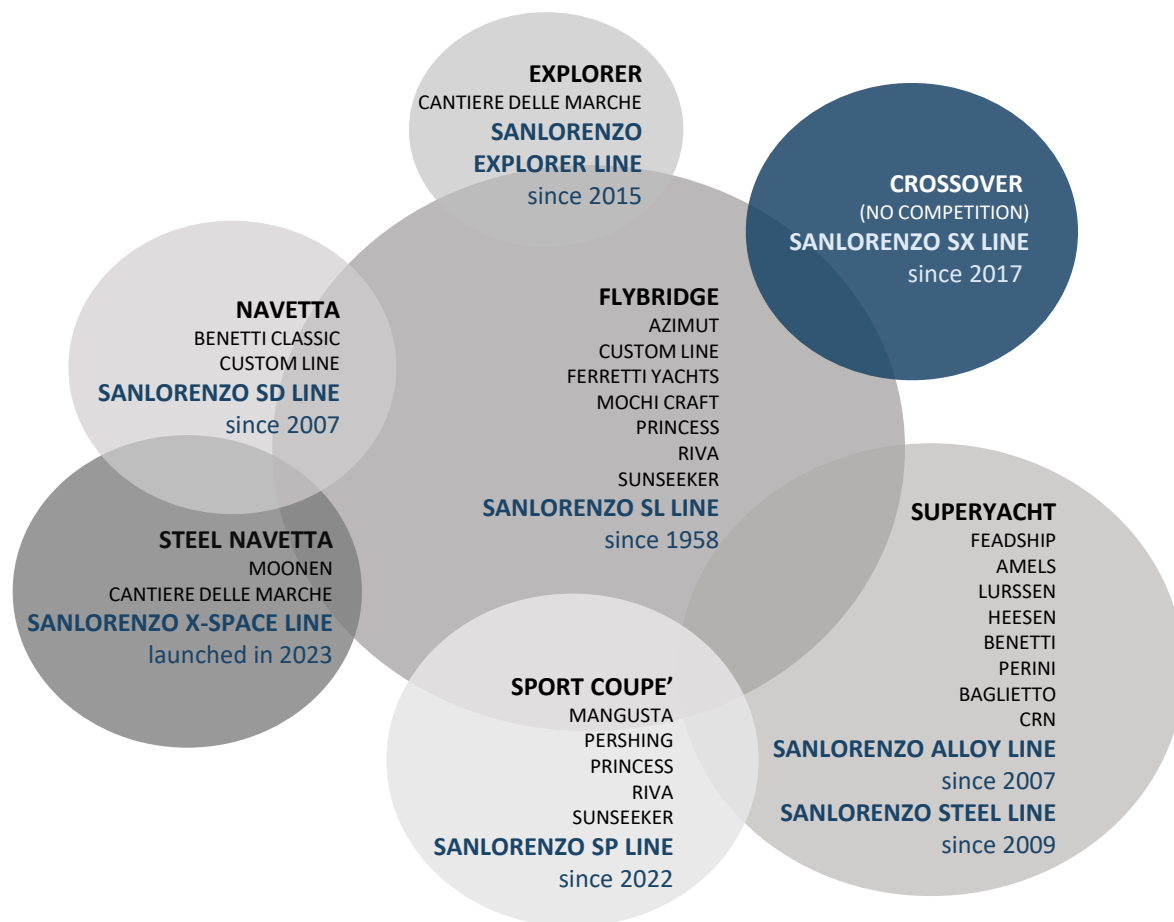 EXPLORER
CANTIERE DELLE MARCHE
SANLORENZO
EXPLORER LINE
since 2015
CROSSOVER
(NO COMPETITION)
SANLORENZO SX LINE
since 2017
NAVETTA
BENETTI CLASSIC
CUSTOM LINE
SANLORENZO SD LINE
since 2007
FLYBRIDGE
AZIMUT
CUSTOM LINE
FERRETTI YACHTS
MOCHI CRAFT
PRINCESS
RIVA
SUNSEEKER
SANLORENZO SL LINE
since 1958
STEEL NAVETTA
MOONEN
CANTIERE DELLE MARCHE
SANLORENZO X-SPACE LINE
launched in 2023
SUPERYACHT
FEADSHIP
AMELS
LURSSEN
HEESEN
BENETTI
PERINI
BAGLIETTO
CRN
SANLORENZO ALLOY LINE
since 2007
SANLORENZO STEEL LINE
since 2009
SPORT COUPE’
MANGUSTA
PERSHING
PRINCESS
RIVA
SUNSEEKER
SANLORENZO SP LINE
since 2022